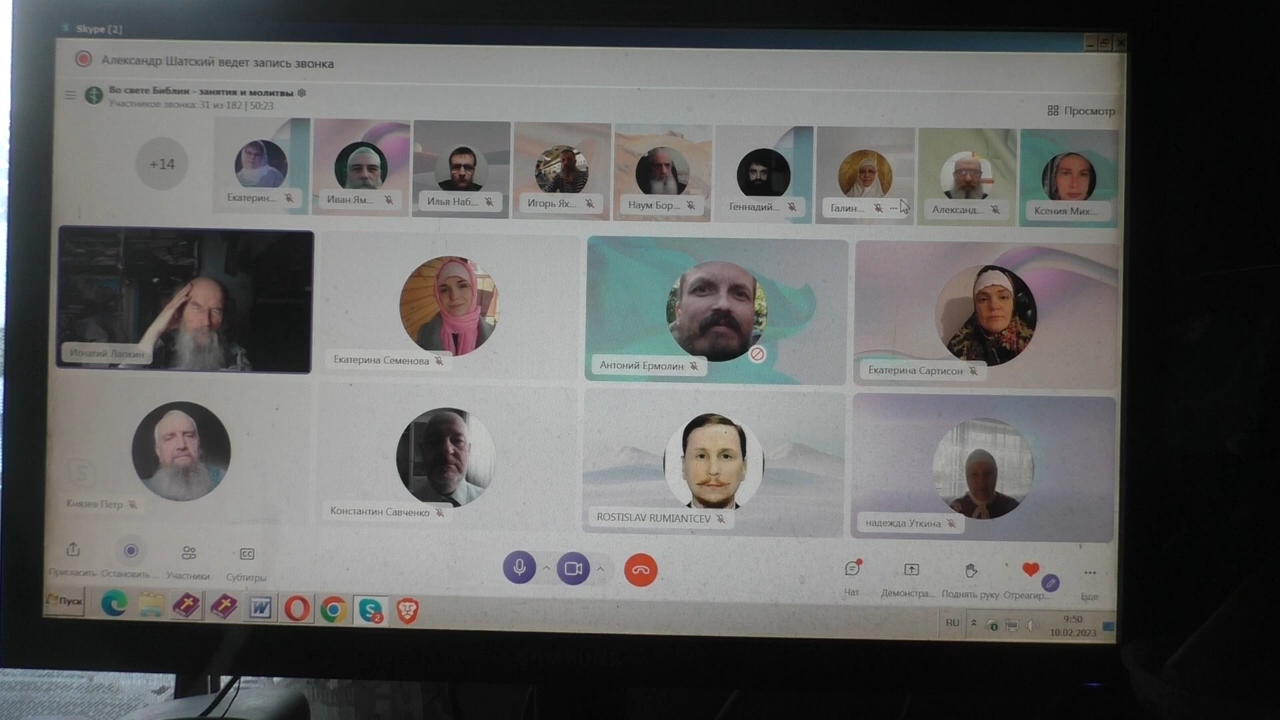 Skype [2]
Александр Шатский ведет запись звонка
Во свете Библии - занятия и молитвы
Участников звонка: 31 из 182 | 50:23
Просмотр
+14
Екатерин...
Иван Ям...
Илья Наб...
Игорь Ях...
Наум Бор...
Геннадий...
Галин...
Александ...
Ксения Мих...
Игнатий Лапкин
Екатерина Семенова
Антоний Ермолин
Екатерина Сартисон
Князев Петр
Константин Савченко
ROSTISLAV RUMIANTCEV
надежда Уткина
Пригласить
Остановить...
Участники
Субтитры
Чат
Демонстра...
Поднять руку
Отреагир...
Еще
Пуск
RU
9:50
10.02.2023